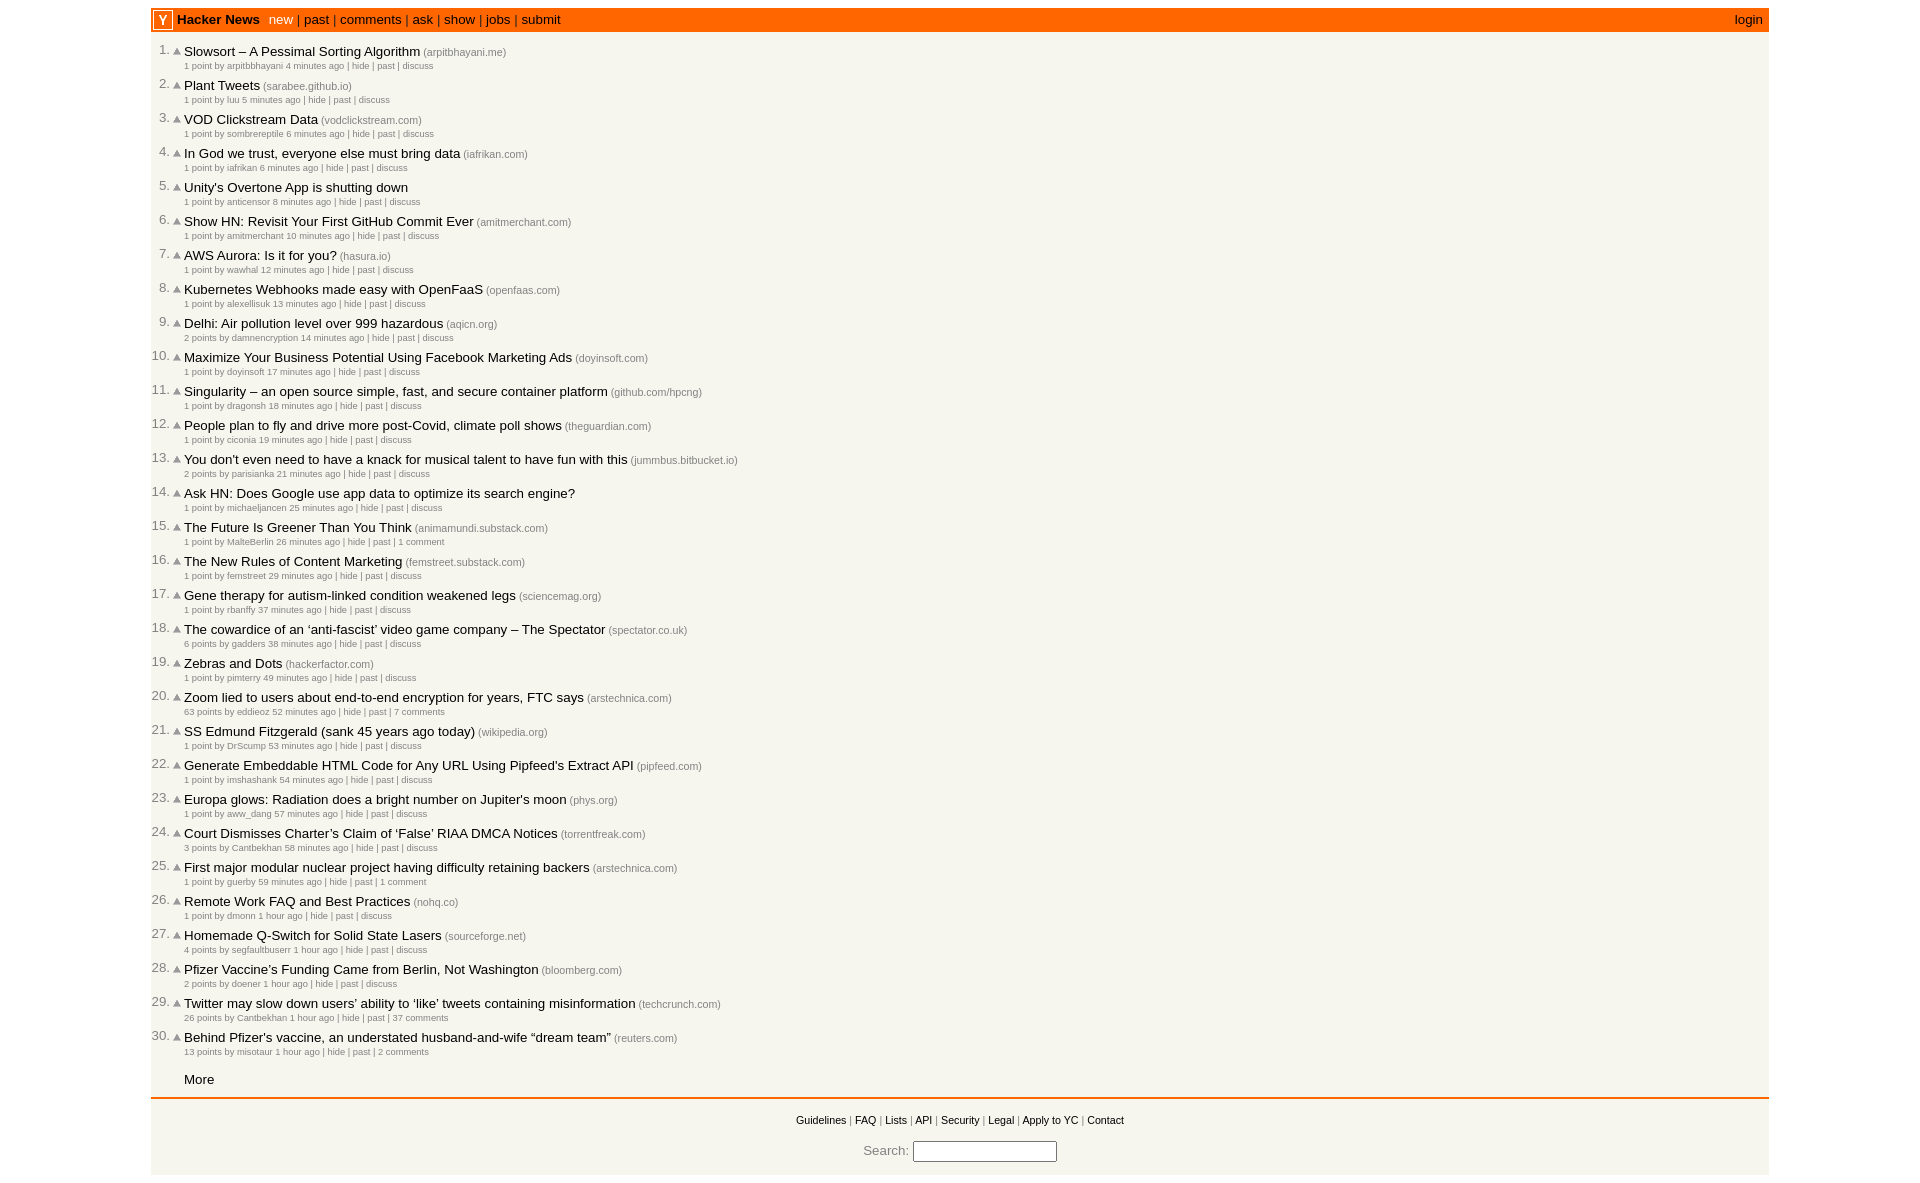 Y Hacker News new | past | comments | ask | show | jobs | submit login
1. Slowsort – A Pessimal Sorting Algorithm (arpitbhayani.me)
1 point by arpitbbhayani 4 minutes ago | hide | past | discuss
2. Plant Tweets (sarabee.github.io)
1 point by luu 5 minutes ago | hide | past | discuss
3. VOD Clickstream Data (vodclickstream.com)
1 point by sombrereptile 6 minutes ago | hide | past | discuss
4. In God we trust, everyone else must bring data (iafrikan.com)
1 point by iafrikan 6 minutes ago | hide | past | discuss
5. Unity's Overtone App is shutting down
1 point by anticensor 8 minutes ago | hide | past | discuss
6. Show HN: Revisit Your First GitHub Commit Ever (amitmerchant.com)
1 point by amitmerchant 10 minutes ago | hide | past | discuss
7. AWS Aurora: Is it for you? (hasura.io)
1 point by wawhal 12 minutes ago | hide | past | discuss
8. Kubernetes Webhooks made easy with OpenFaaS (openfaas.com)
1 point by alexellisuk 13 minutes ago | hide | past | discuss
9. Delhi: Air pollution level over 999 hazardous (aqicn.org)
2 points by damnencryption 14 minutes ago | hide | past | discuss
10. Maximize Your Business Potential Using Facebook Marketing Ads (doyinsoft.com)
1 point by doyinsoft 17 minutes ago | hide | past | discuss
11. Singularity – an open source simple, fast, and secure container platform (github.com/hpcng)
1 point by dragonsh 18 minutes ago | hide | past | discuss
12. People plan to fly and drive more post-Covid, climate poll shows (theguardian.com)
1 point by ciconia 19 minutes ago | hide | past | discuss
13. You don't even need to have a knack for musical talent to have fun with this (jummbus.bitbucket.io)
2 points by parisianka 21 minutes ago | hide | past | discuss
14. Ask HN: Does Google use app data to optimize its search engine?
1 point by michaeljancen 25 minutes ago | hide | past | discuss
15. The Future Is Greener Than You Think (animamundi.substack.com)
1 point by MalteBerlin 26 minutes ago | hide | past | 1 comment
16. The New Rules of Content Marketing (femstreet.substack.com)
1 point by femstreet 29 minutes ago | hide | past | discuss
17. Gene therapy for autism-linked condition weakened legs (sciencemag.org)
1 point by rbanffy 37 minutes ago | hide | past | discuss
18. The cowardice of an ‘anti-fascist’ video game company – The Spectator (spectator.co.uk)
6 points by gadders 38 minutes ago | hide | past | discuss
19. Zebras and Dots (hackerfactor.com)
1 point by pimterry 49 minutes ago | hide | past | discuss
20. Zoom lied to users about end-to-end encryption for years, FTC says (arstechnica.com)
63 points by eddieoz 52 minutes ago | hide | past | 7 comments
21. SS Edmund Fitzgerald (sank 45 years ago today) (wikipedia.org)
1 point by DrScump 53 minutes ago | hide | past | discuss
22. Generate Embeddable HTML Code for Any URL Using Pipfeed's Extract API (pipfeed.com)
1 point by imshashank 54 minutes ago | hide | past | discuss
23. Europa glows: Radiation does a bright number on Jupiter's moon (phys.org)
1 point by aww_dang 57 minutes ago | hide | past | discuss
24. Court Dismisses Charter’s Claim of ‘False’ RIAA DMCA Notices (torrentfreak.com)
3 points by Cantbekhan 58 minutes ago | hide | past | discuss
25. First major modular nuclear project having difficulty retaining backers (arstechnica.com)
1 point by guerby 59 minutes ago | hide | past | 1 comment
26. Remote Work FAQ and Best Practices (nohq.co)
1 point by dmonn 1 hour ago | hide | past | discuss
27. Homemade Q-Switch for Solid State Lasers (sourceforge.net)
4 points by segfaultbuserr 1 hour ago | hide | past | discuss
28. Pfizer Vaccine’s Funding Came from Berlin, Not Washington (bloomberg.com)
2 points by doener 1 hour ago | hide | past | discuss
29. Twitter may slow down users’ ability to ‘like’ tweets containing misinformation (techcrunch.com)
26 points by Cantbekhan 1 hour ago | hide | past | 37 comments
30. Behind Pfizer's vaccine, an understated husband-and-wife “dream team” (reuters.com)
13 points by misotaur 1 hour ago | hide | past | 2 comments
More
Guidelines | FAQ | Lists | API | Security | Legal | Apply to YC | Contact
Search: